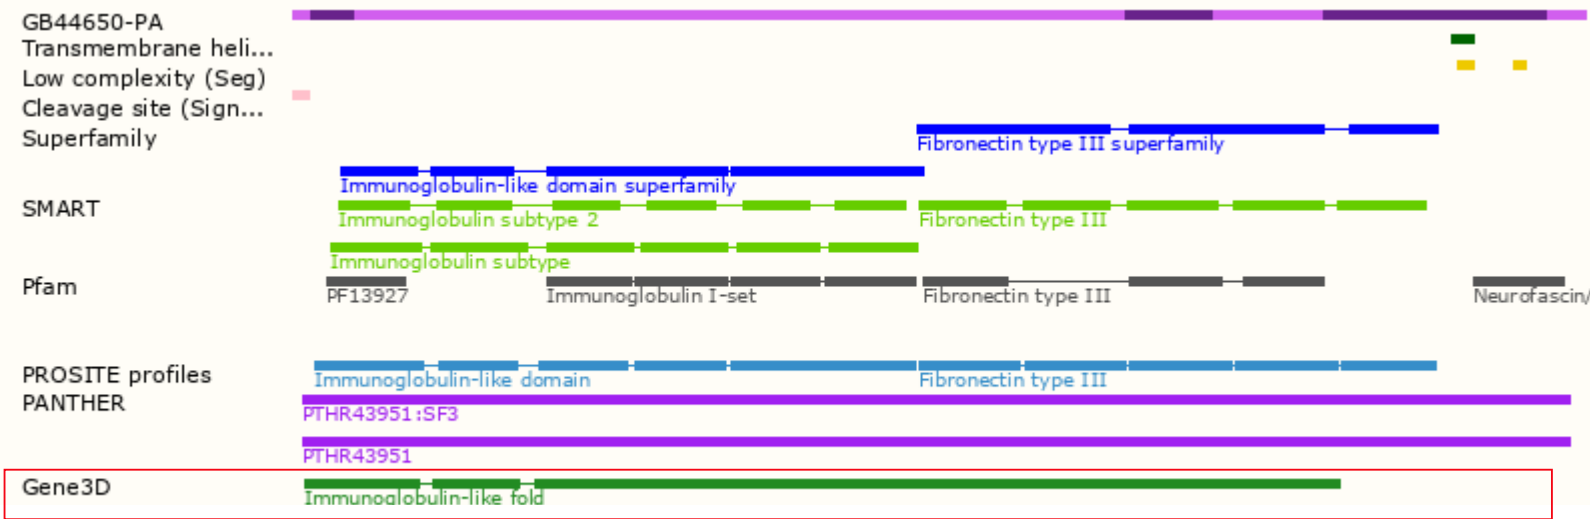 GB44650-PA
Transmembrane heli...
Low complexity (Seg)
Cleavage site (Sign...
Superfamily
Fibronectin type III superfamily
Immunoglobulin-like domain superfamily
SMART
Immunoglobulin subtype 2
Fibronectin type III
Immunoglobulin subtype
Pfam
PF13927
Immunoglobulin I-set
Fibronectin type III
Neurofascin/
PROSITE profiles
Immunoglobulin-like domain
Fibronectin type III
PANTHER
PTHR43951:SF3
PTHR43951
Gene3D
Immunoglobulin-like fold